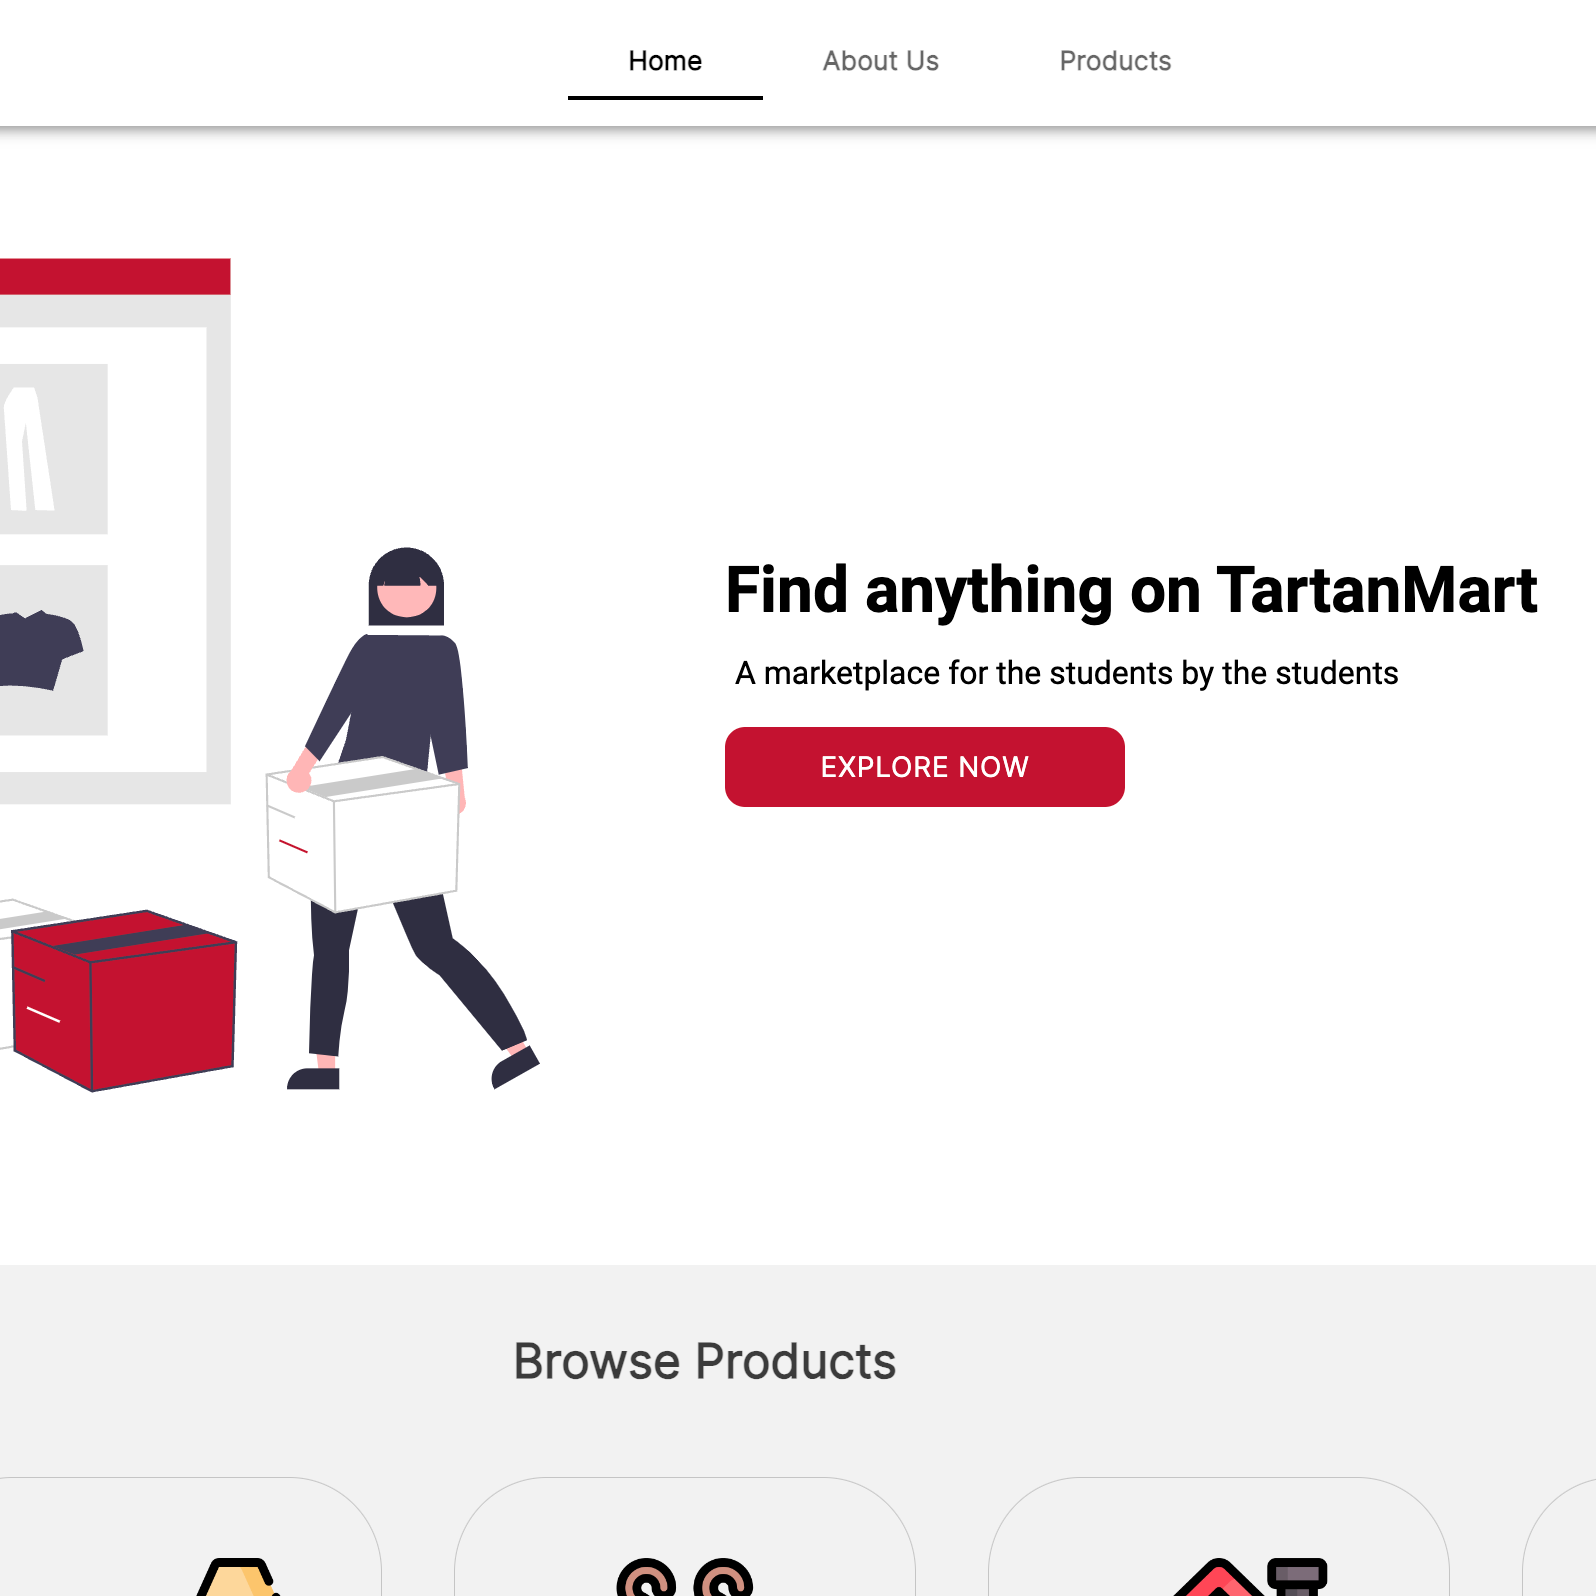 Home About Us Products
Find anything on TartanMart
A marketplace for the students by the students
EXPLORE NOW
Browse Products